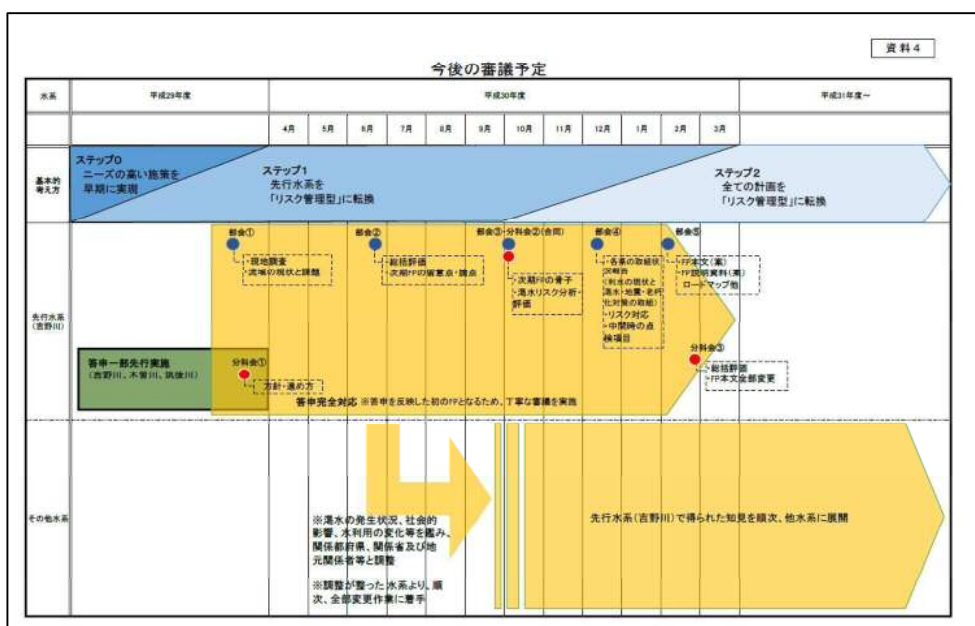 資料4
今後の審議予定
水系
平成29年度
平成30年度
平成31年度～
4月
5月
6月
7月
8月
9月
10月
11月
12月
1月
2月
3月
基本的
考え方
ステップ0
ニーズの高い施策を
早期に実現
ステップ1
先行水系を
「リスク管理型」に転換
ステップ2
全ての計画を
「リスク管理型」に転換
先行水系
(吉野川)
部会①
・現地調査
・流域の現状と課題
部会②
・総括評価
・次期FPの留意点・論点
部会③・分科会②(合同)
・次期FPの骨子
・渇水リスク分析・
評価
部会④
・各県の取組状
況報告
(利水の現状と
渇水・地震・老朽
化対策の取組)
・リスク対応
・中間時の点
検項目
部会⑤
・FP本文(案)
・FP説明資料(案)
ロードマップ他
答申一部先行実施
(吉野川、木曽川、筑後川)
分科会①
・方針・進め方
分科会③
・総括評価
・FP本文全部変更
答申完全対応 ※答申を反映した初のFPとなるため、丁寧な審議を実施
その他水系
※渇水の発生状況、社会的
影響、水利用の変化等を鑑み、
関係都府県、関係省及び地
元関係者等と調整
※調整が整った水系より、順
次、全部変更作業に着手
先行水系(吉野川)で得られた知見を順次、他水系に展開